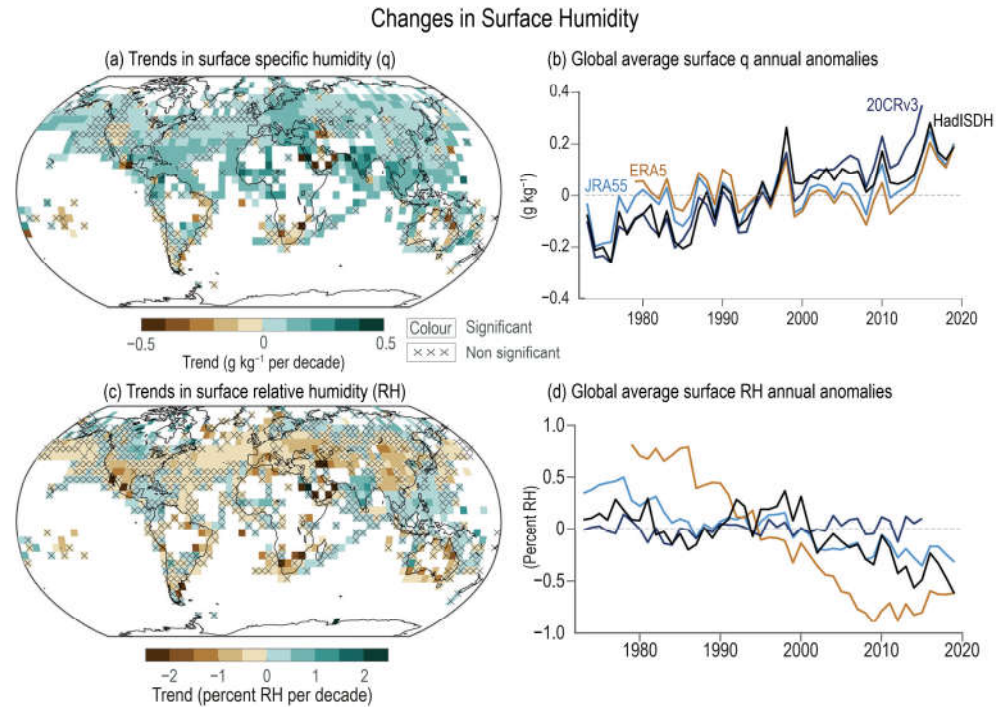 Changes in Surface Humidity
(a) Trends in surface specific humidity (q)
−0.5 0 0.5
Trend (g kg⁻¹ per decade)
Colour Significant
××× Non significant
(b) Global average surface q annual anomalies
0.4
0.2
0
−0.2
−0.4
(g kg⁻¹)
20CRv3
HadISDH
ERA5
JRA55
1980 1990 2000 2010 2020
(c) Trends in surface relative humidity (RH)
−2 −1 0 1 2
Trend (percent RH per decade)
(d) Global average surface RH annual anomalies
1.0
0.5
0
−0.5
−1.0
(Percent RH)
1980 1990 2000 2010 2020